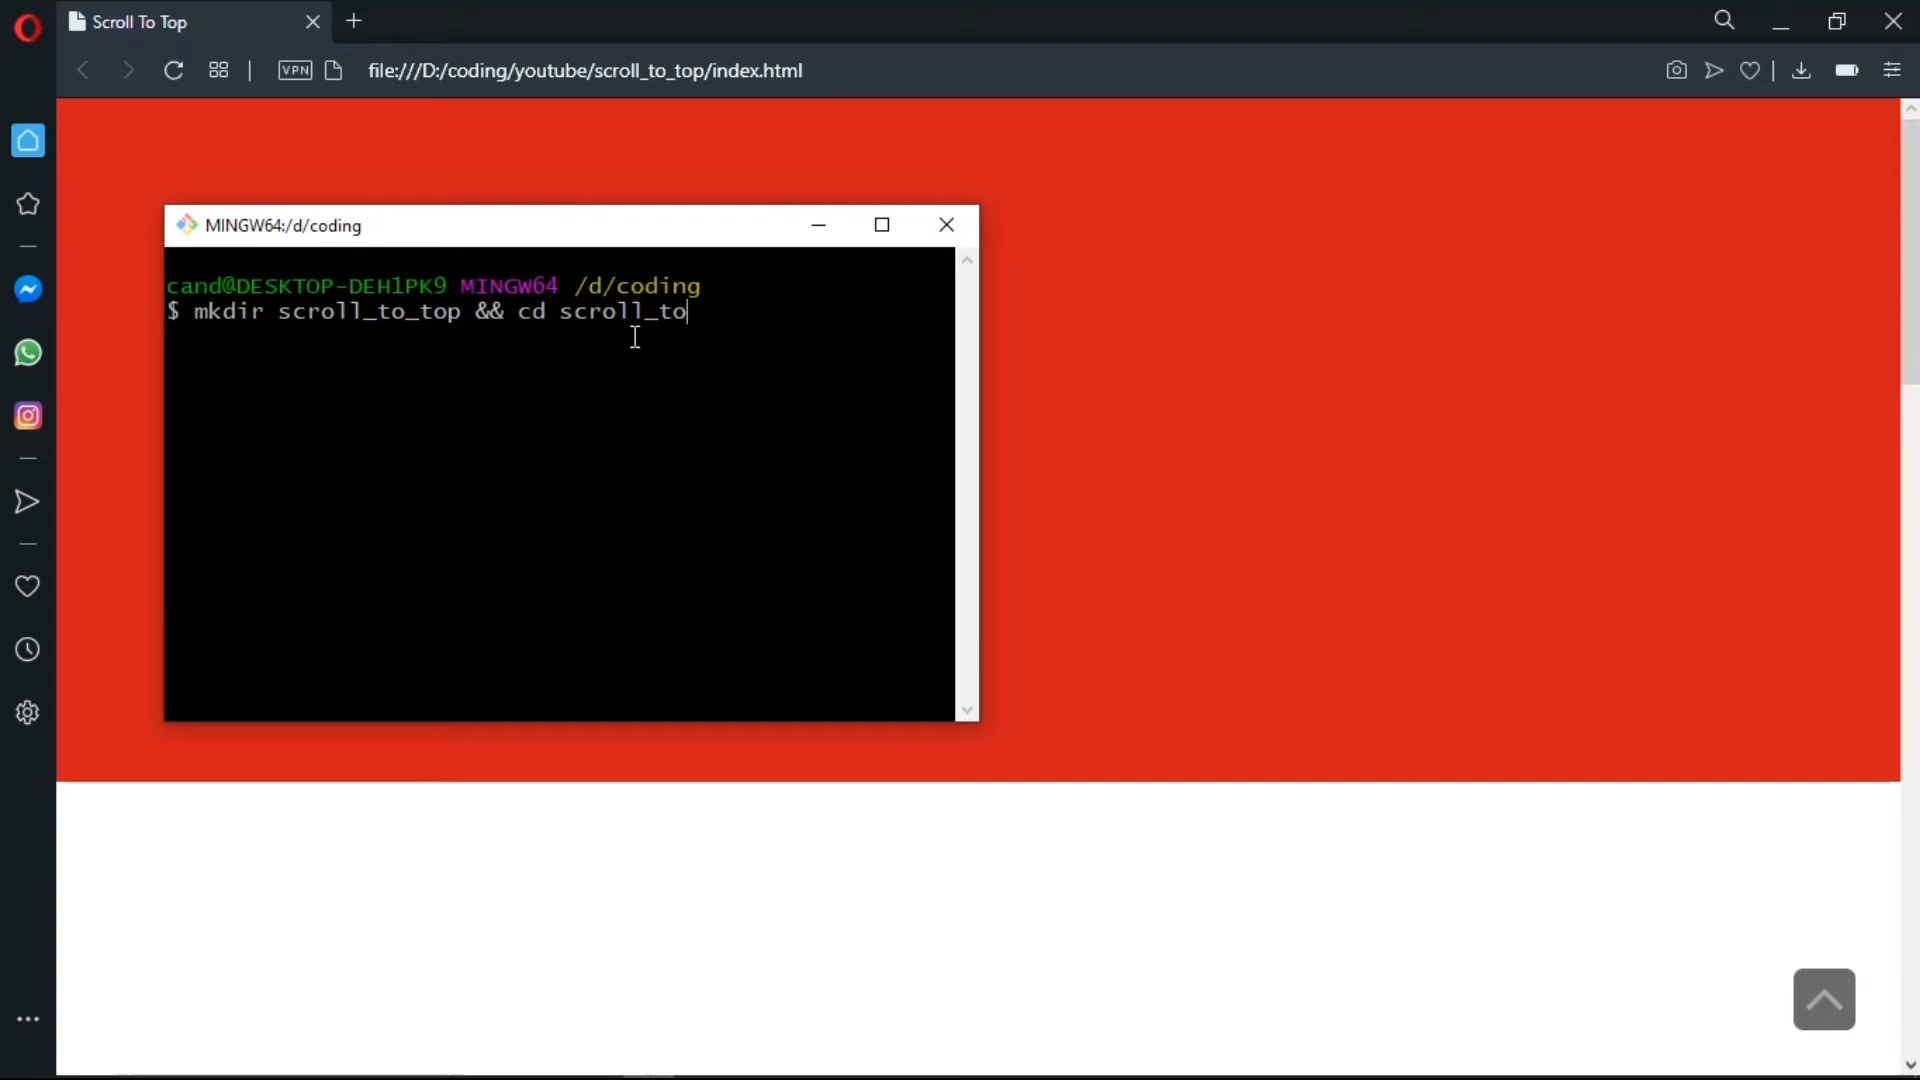 Scroll To Top
VPN
file:///D:/coding/youtube/scroll_to_top/index.html
MINGW64:/d/coding
cand@DESKTOP-DEH1PK9 MINGW64 /d/coding
$ mkdir scroll_to_top && cd scroll_to